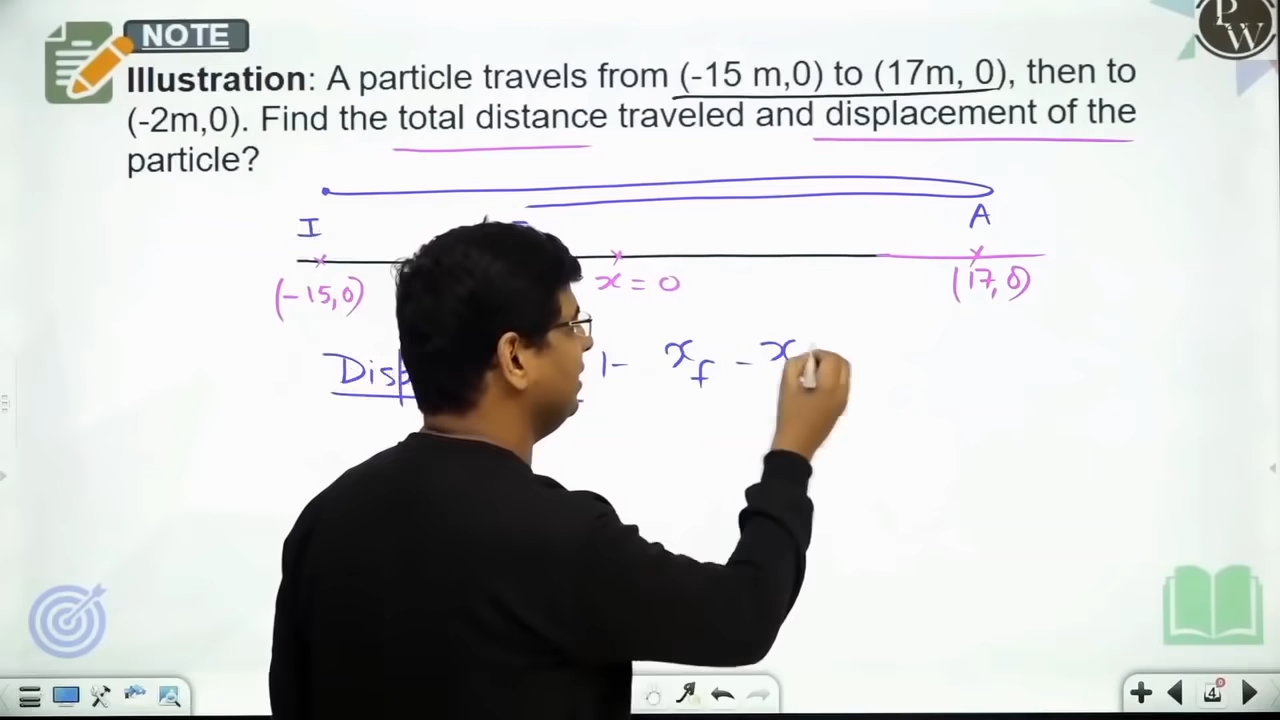 NOTE
P
W
Illustration: A particle travels from (-15 m,0) to (17m, 0), then to
(-2m,0). Find the total distance traveled and displacement of the
particle?
I
A
(-15,0)
x = 0
(17,0)
x_f - x
4